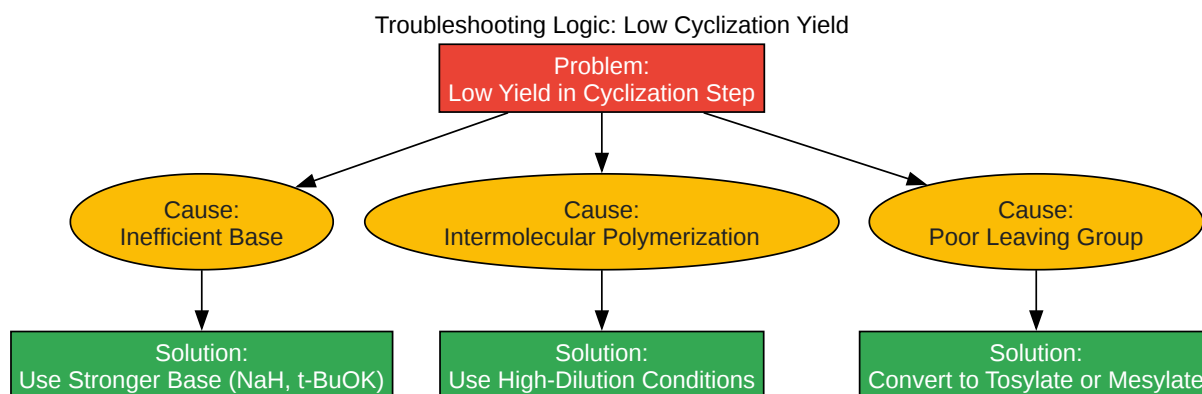 Troubleshooting Logic: Low Cyclization Yield
Problem:
Low Yield in Cyclization Step
Cause:
Inefficient Base
Cause:
Intermolecular Polymerization
Cause:
Poor Leaving Group
Solution:
Use Stronger Base (NaH, t-BuOK)
Solution:
Use High-Dilution Conditions
Solution:
Convert to Tosylate or Mesylate